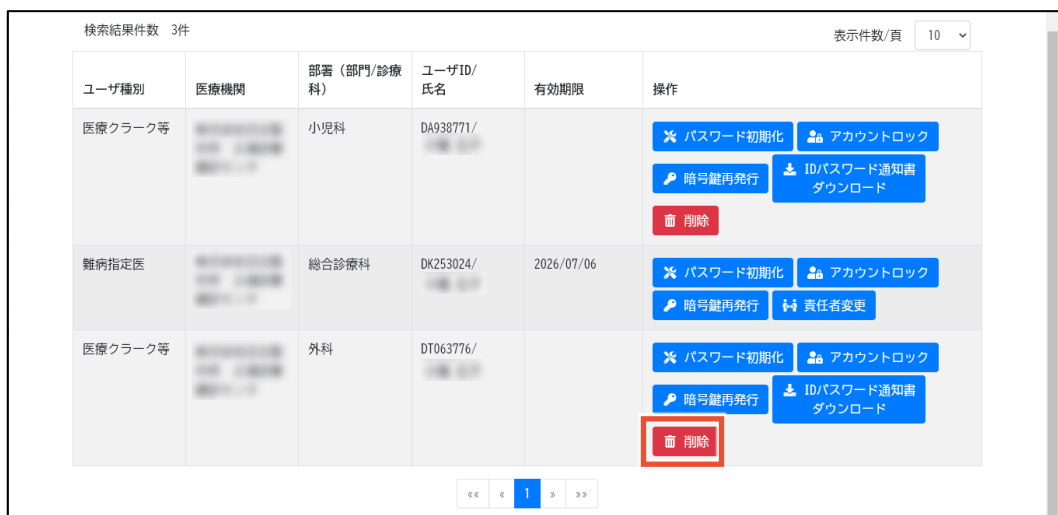 検索結果件数 3件
表示件数/頁 10
ユーザ種別
医療機関
部署（部門/診療
科）
ユーザID/
氏名
有効期限
操作
医療クラーク等
小児科
DA938771/
パスワード初期化
アカウントロック
暗号鍵再発行
IDパスワード通知書
ダウンロード
削除
難病指定医
総合診療科
DK253024/
2026/07/06
パスワード初期化
アカウントロック
暗号鍵再発行
責任者変更
医療クラーク等
外科
DT063776/
パスワード初期化
アカウントロック
暗号鍵再発行
IDパスワード通知書
ダウンロード
削除
«« « 1 » »»